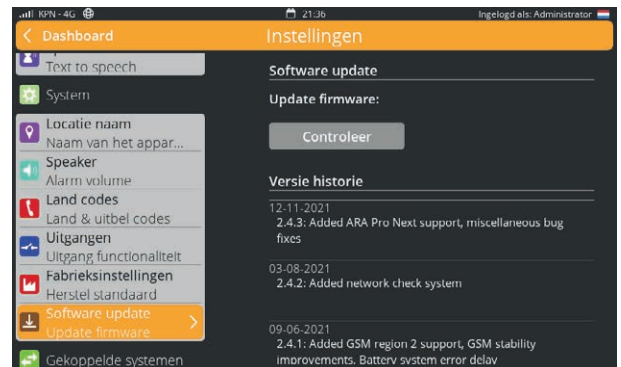 KPN - 4G
21:36
Ingelogd als: Administrator
Dashboard
Instellingen
Text to speech
System
Locatie naam
Naam van het appar...
Speaker
Alarm volume
Land codes
Land & uitbel codes
Uitgangen
Uitgang functionaliteit
Fabrieksinstellingen
Herstel standaard
Software update
Update firmware
Gekoppelde systemen
Software update
Update firmware:
Controleer
Versie historie
12-11-2021
2.4.3: Added ARA Pro Next support, miscellaneous bug
fixes
03-08-2021
2.4.2: Added network check system
09-06-2021
2.4.1: Added GSM region 2 support, GSM stability
improvements. Battery system error delay